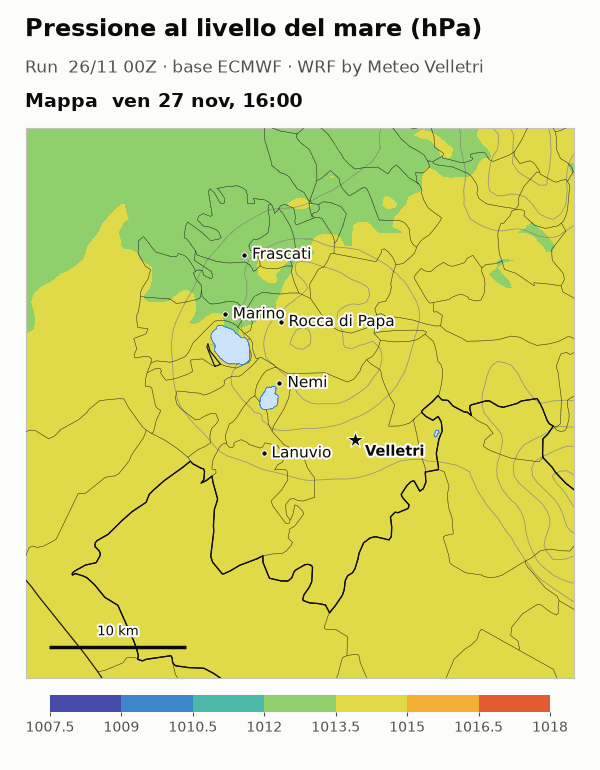 Pressione al livello del mare (hPa)
Run  26/11 00Z · base ECMWF · WRF by Meteo Velletri
Mappa  ven 27 nov, 16:00
Frascati
Marino
Rocca di Papa
Nemi
Velletri
Lanuvio
10 km
1007.5 1009 1010.5 1012 1013.5 1015 1016.5 1018